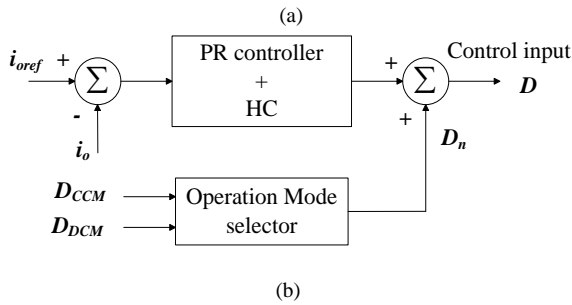 (a)
i_oref
+
Σ
-
i_o
PR controller
+
HC
+
Σ
+
Control input
D
D_n
D_CCM
D_DCM
Operation Mode
selector
(b)